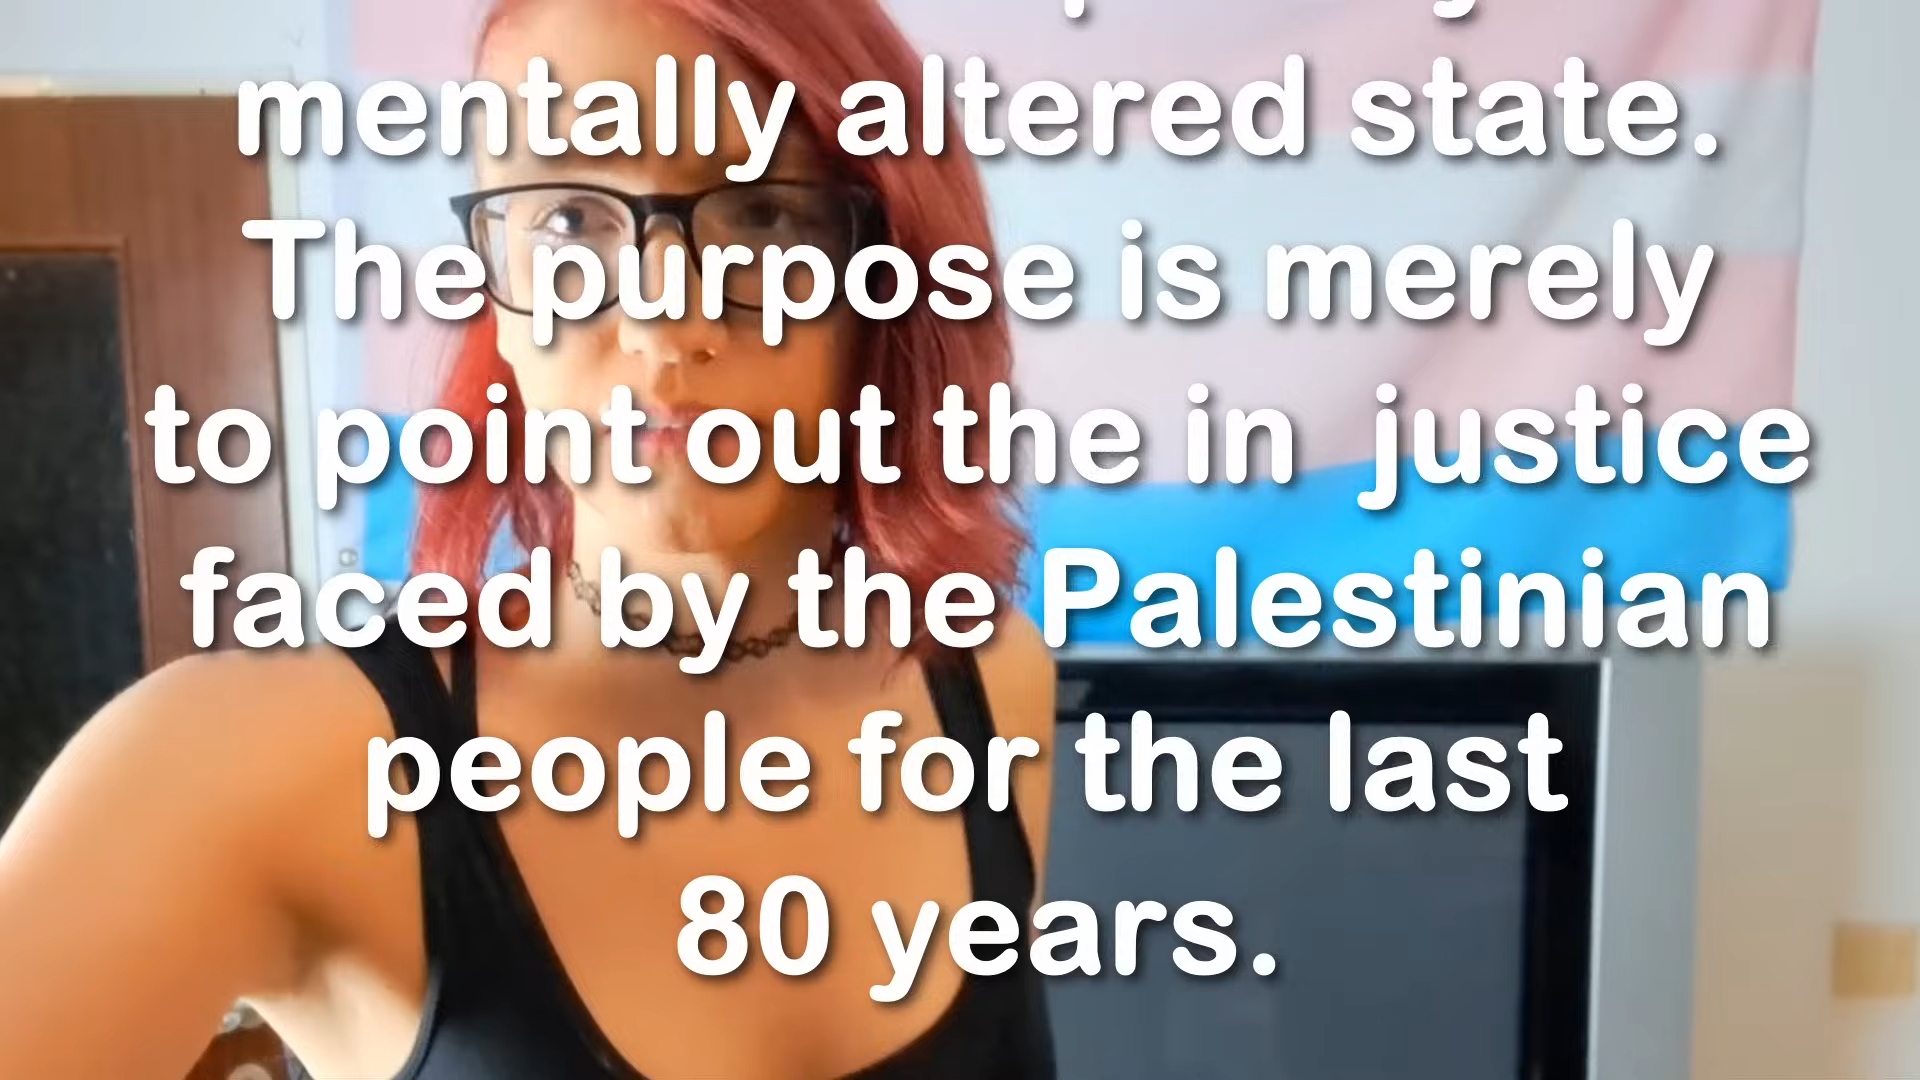 mentally altered state.
The purpose is merely
to point out the in  justice
faced by the Palestinian
people for the last
80 years.